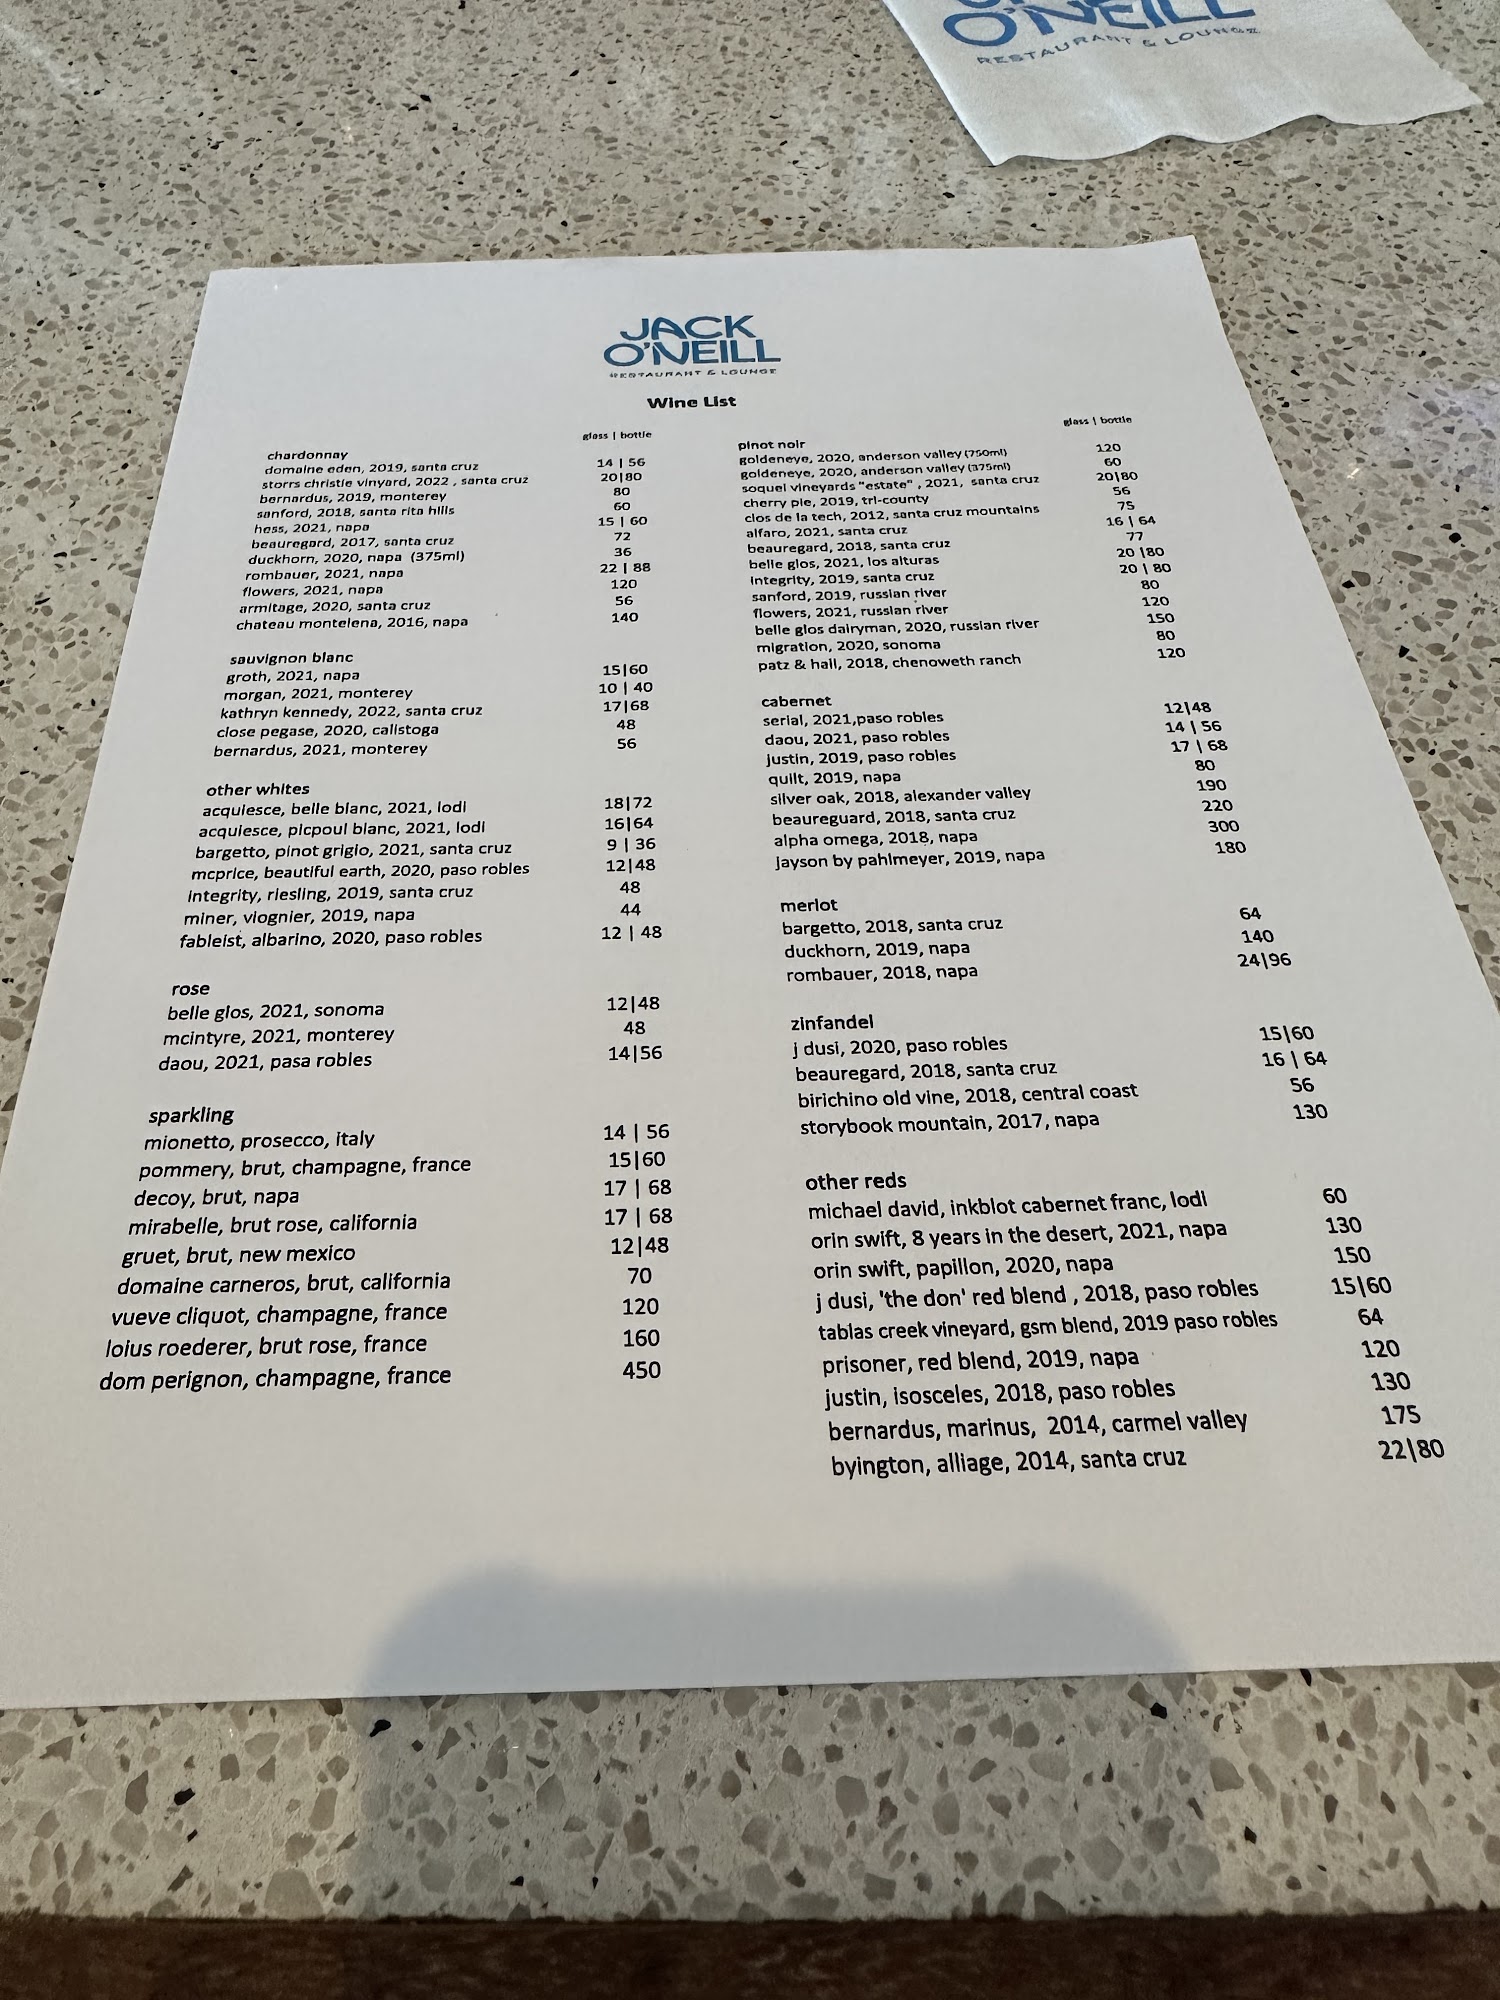 O'NEILL
RESTAURANT & LOUNGE
JACK
O'NEILL
RESTAURANT & LOUNGE
Wine List
glass | bottle
chardonnay
domaine eden, 2019, santa cruz 14 | 56
storrs christie vinyard, 2022 , santa cruz 20|80
bernardus, 2019, monterey 80
sanford, 2018, santa rita hills 60
hess, 2021, napa 15 | 60
beauregard, 2017, santa cruz 72
duckhorn, 2020, napa (375ml) 36
rombauer, 2021, napa 22 | 88
flowers, 2021, napa 120
armitage, 2020, santa cruz 56
chateau montelena, 2016, napa 140
sauvignon blanc
groth, 2021, napa 15|60
morgan, 2021, monterey 10 | 40
kathryn kennedy, 2022, santa cruz 17|68
close pegase, 2020, calistoga 48
bernardus, 2021, monterey 56
other whites
acquiesce, belle blanc, 2021, lodi 18|72
acquiesce, picpoul blanc, 2021, lodi 16|64
bargetto, pinot grigio, 2021, santa cruz 9 | 36
mcprice, beautiful earth, 2020, paso robles 12|48
integrity, riesling, 2019, santa cruz 48
miner, viognier, 2019, napa 44
fableist, albarino, 2020, paso robles 12 | 48
rose
belle glos, 2021, sonoma 12|48
mcintyre, 2021, monterey 48
daou, 2021, pasa robles 14|56
sparkling
mionetto, prosecco, italy 14 | 56
pommery, brut, champagne, france 15|60
decoy, brut, napa 17 | 68
mirabelle, brut rose, california 17 | 68
gruet, brut, new mexico 12|48
domaine carneros, brut, california 70
vueve cliquot, champagne, france 120
loius roederer, brut rose, france 160
dom perignon, champagne, france 450
glass | bottle
pinot noir
goldeneye, 2020, anderson valley (750ml) 120
goldeneye, 2020, anderson valley (375ml) 60
soquel vineyards "estate" , 2021, santa cruz 20|80
cherry pie, 2019, tri-county 56
clos de la tech, 2012, santa cruz mountains 75
alfaro, 2021, santa cruz 16 | 64
beauregard, 2018, santa cruz 77
belle glos, 2021, los alturas 20 |80
integrity, 2019, santa cruz 20 | 80
sanford, 2019, russian river 80
flowers, 2021, russian river 120
belle glos dairyman, 2020, russian river 150
migration, 2020, sonoma 80
patz & hall, 2018, chenoweth ranch 120
cabernet
serial, 2021,paso robles 12|48
daou, 2021, paso robles 14 | 56
justin, 2019, paso robles 17 | 68
quilt, 2019, napa 80
silver oak, 2018, alexander valley 190
beaureguard, 2018, santa cruz 220
alpha omega, 2018, napa 300
jayson by pahlmeyer, 2019, napa 180
merlot
bargetto, 2018, santa cruz 64
duckhorn, 2019, napa 140
rombauer, 2018, napa 24|96
zinfandel
j dusi, 2020, paso robles 15|60
beauregard, 2018, santa cruz 16 | 64
birichino old vine, 2018, central coast 56
storybook mountain, 2017, napa 130
other reds
michael david, inkblot cabernet franc, lodi 60
orin swift, 8 years in the desert, 2021, napa 130
orin swift, papillon, 2020, napa 150
j dusi, 'the don' red blend , 2018, paso robles 15|60
tablas creek vineyard, gsm blend, 2019 paso robles 64
prisoner, red blend, 2019, napa 120
justin, isosceles, 2018, paso robles 130
bernardus, marinus, 2014, carmel valley 175
byington, alliage, 2014, santa cruz 22|80